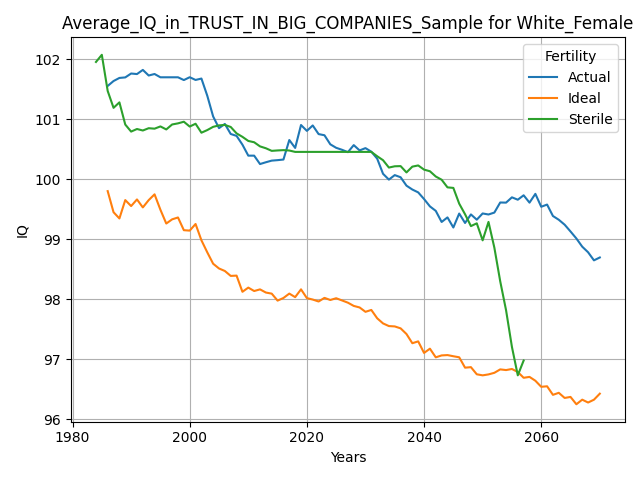 Average_IQ_in_TRUST_IN_BIG_COMPANIES_Sample for White_Female
Fertility
Actual
Ideal
Sterile
102
101
100
99
98
97
96
IQ
1980
2000
2020
2040
2060
Years